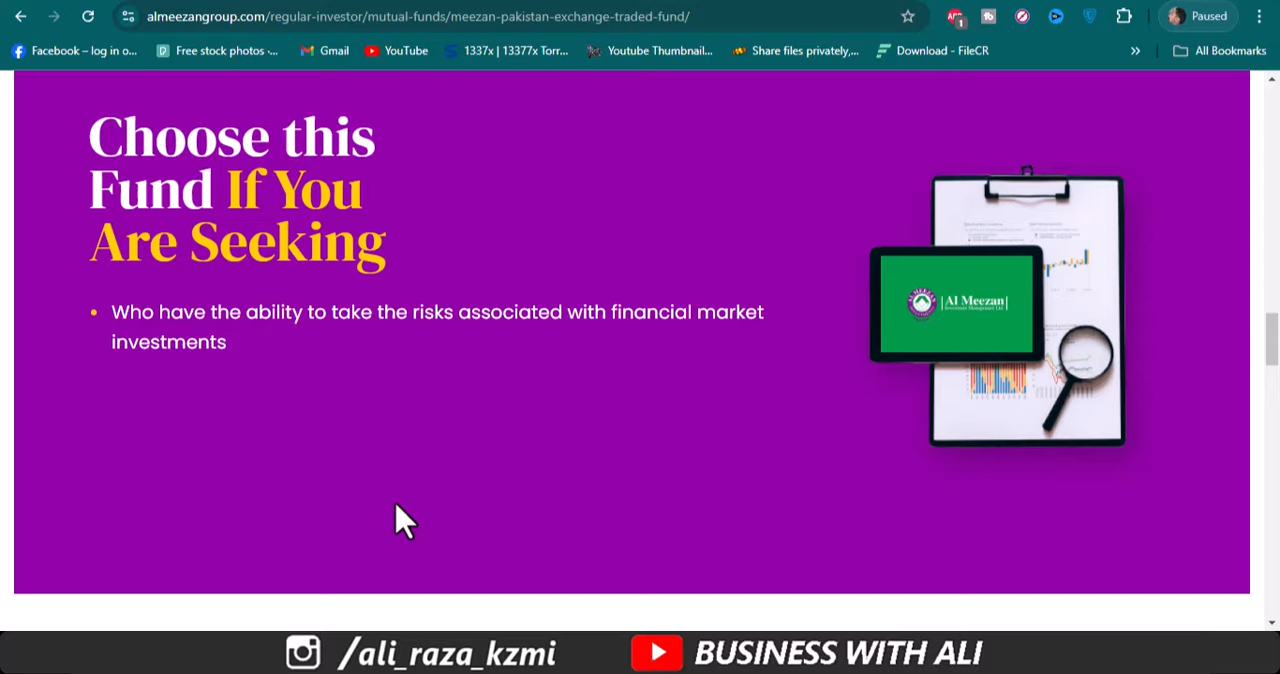 almeezangroup.com/regular-investor/mutual-funds/meezan-pakistan-exchange-traded-fund/
1
Paused
Facebook – log in o...
Free stock photos ·...
Gmail
YouTube
1337x | 13377x Torr...
Youtube Thumbnail...
Share files privately,...
Download - FileCR
»
All Bookmarks
Choose this
Fund If You
Are Seeking
• Who have the ability to take the risks associated with financial market
investments
Al Meezan
/ali_raza_kzmi
BUSINESS WITH ALI